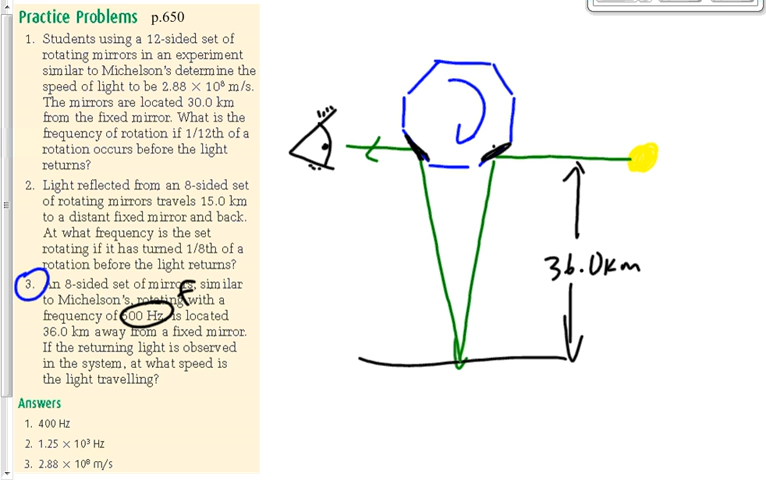 Practice Problems p.650
1. Students using a 12-sided set of
rotating mirrors in an experiment
similar to Michelson's determine the
speed of light to be 2.88 × 10⁸ m/s.
The mirrors are located 30.0 km
from the fixed mirror. What is the
frequency of rotation if 1/12th of a
rotation occurs before the light
returns?
2. Light reflected from an 8-sided set
of rotating mirrors travels 15.0 km
to a distant fixed mirror and back.
At what frequency is the set
rotating if it has turned 1/8th of a
rotation before the light returns?
3. An 8-sided set of mirrors, similar
to Michelson's, rotating with a
f
frequency of 500 Hz, is located
36.0 km away from a fixed mirror.
If the returning light is observed
in the system, at what speed is
the light travelling?
Answers
1. 400 Hz
2. 1.25 × 10³ Hz
3. 2.88 × 10⁸ m/s
36.0km